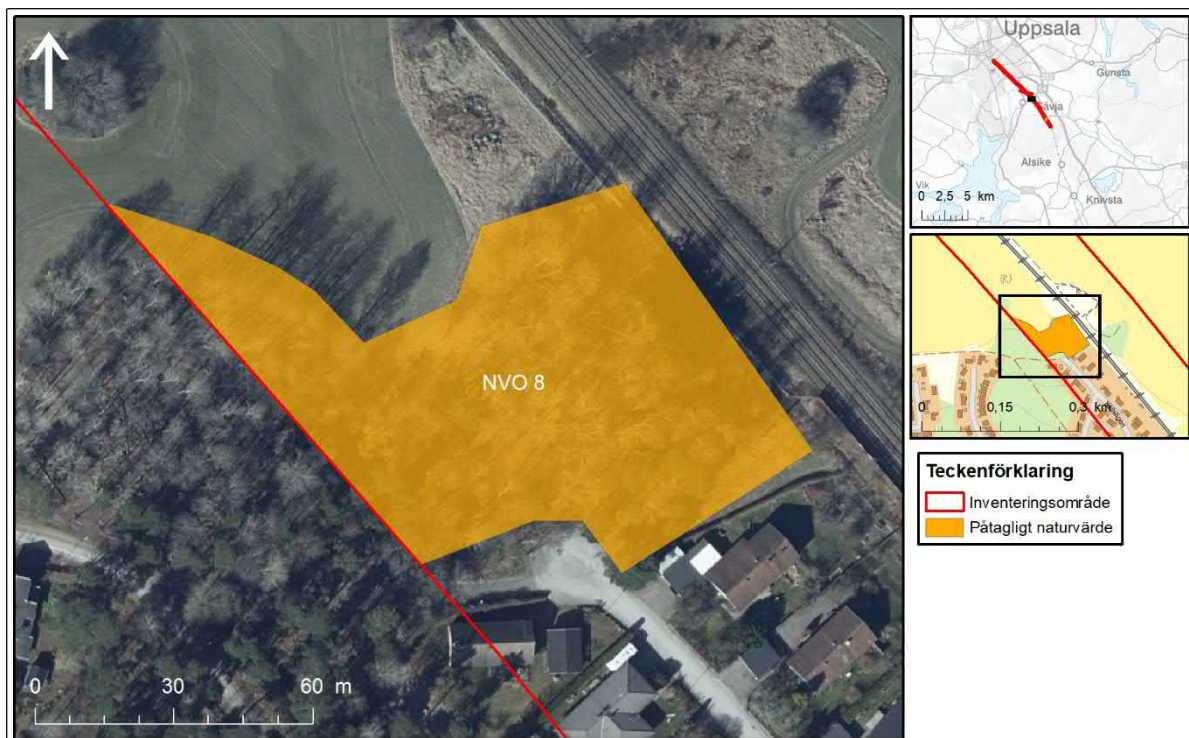 NVO 8
0 30 60 m
Uppsala
Gunsta
Sävja
Alsike
Vik
Knivsta
0 2,5 5 km
(R)
0 0,15 0,3 km
Teckenförklaring
Inventeringsområde
Påtagligt naturvärde